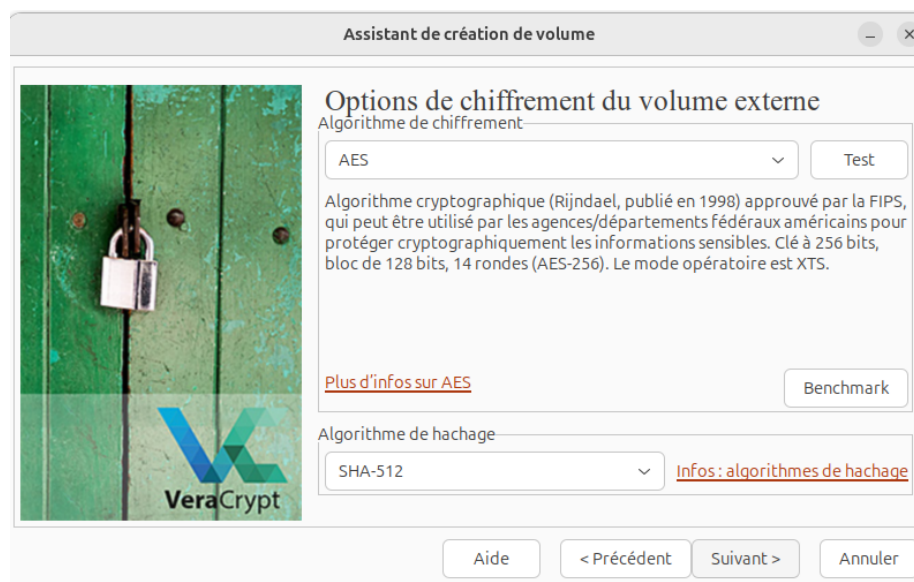 Assistant de création de volume
Options de chiffrement du volume externe
Algorithme de chiffrement
AES
Test
Algorithme cryptographique (Rijndael, publié en 1998) approuvé par la FIPS,
qui peut être utilisé par les agences/départements fédéraux américains pour
protéger cryptographiquement les informations sensibles. Clé à 256 bits,
bloc de 128 bits, 14 rondes (AES-256). Le mode opératoire est XTS.
Plus d'infos sur AES
Benchmark
Algorithme de hachage
SHA-512
Infos : algorithmes de hachage
VeraCrypt
Aide
< Précédent
Suivant >
Annuler